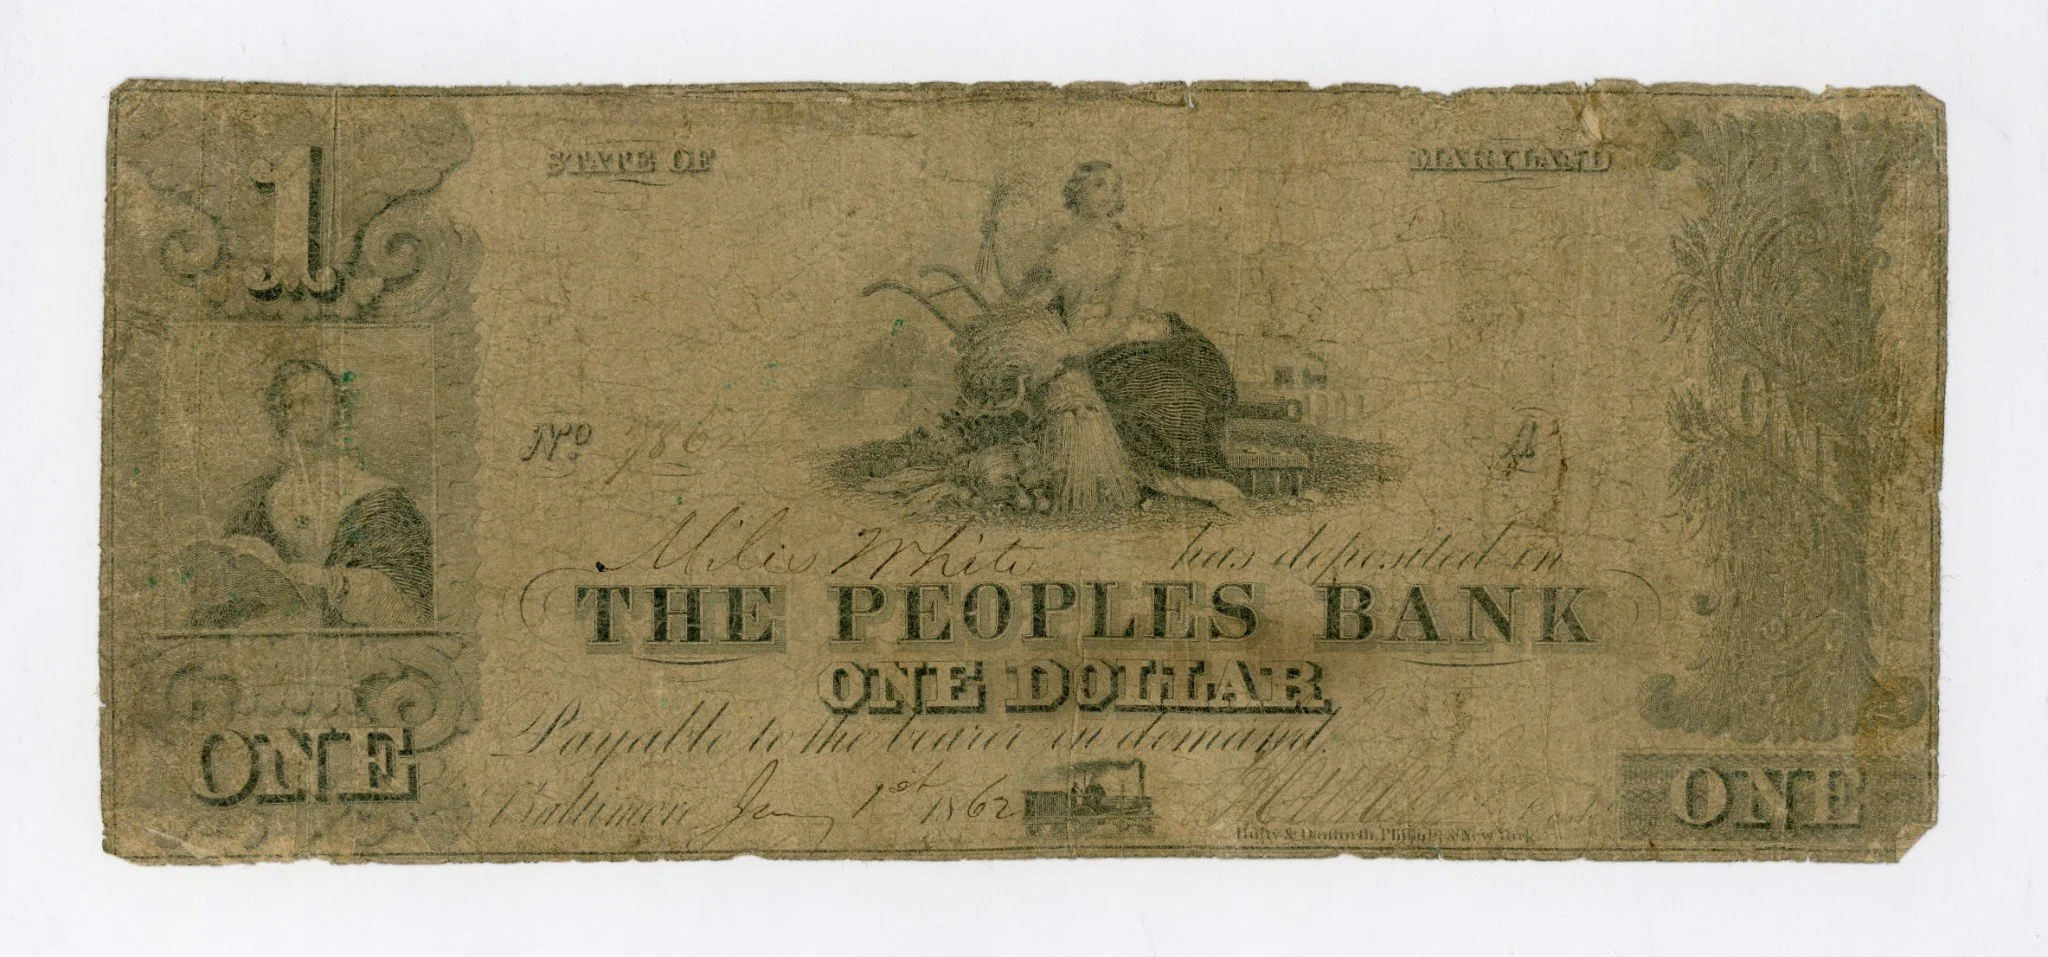 STATE OF MARYLAND
1
No 7862 A
Miles White has deposited in
THE PEOPLES BANK
ONE
ONE DOLLAR
Payable to the bearer on demand.
Baltimore Jany 1st 1862
ONE
ONE